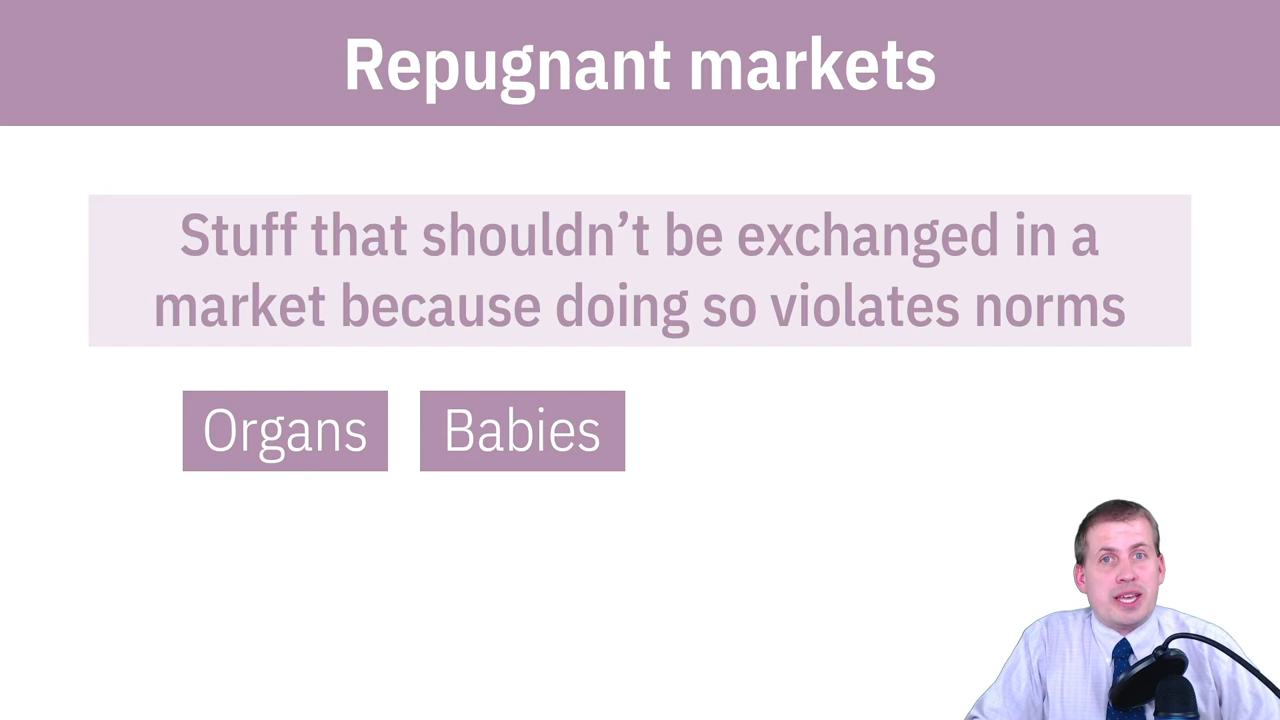 Repugnant markets
Stuff that shouldn’t be exchanged in a
market because doing so violates norms
Organs
Babies